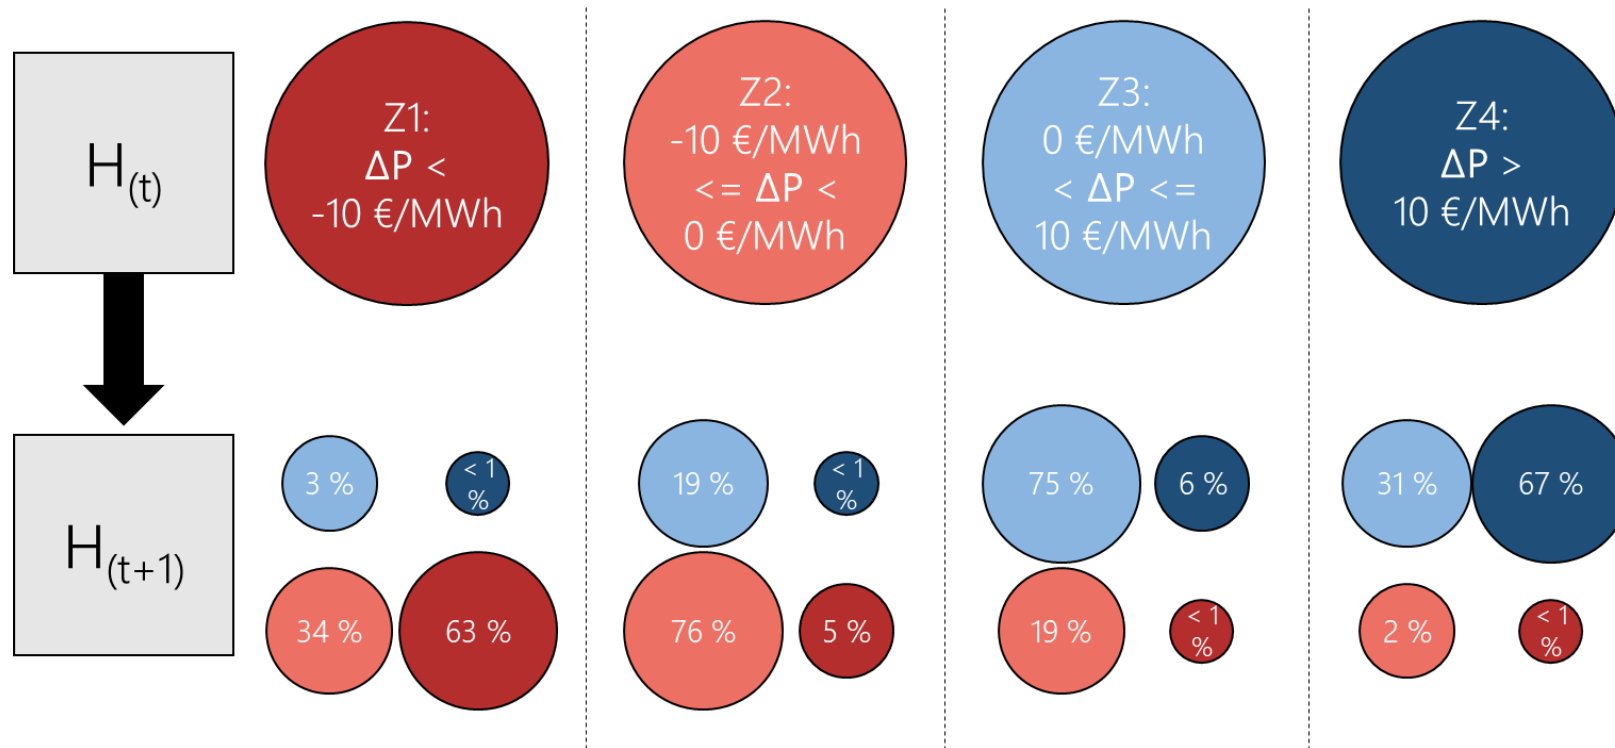 H(t)
Z1:
ΔP <
-10 €/MWh
Z2:
-10 €/MWh
<= ΔP <
0 €/MWh
Z3:
0 €/MWh
< ΔP <=
10 €/MWh
Z4:
ΔP >
10 €/MWh
H(t+1)
3 %
< 1
%
34 %
63 %
19 %
< 1
%
76 %
5 %
75 %
6 %
19 %
< 1
%
31 %
67 %
2 %
< 1
%